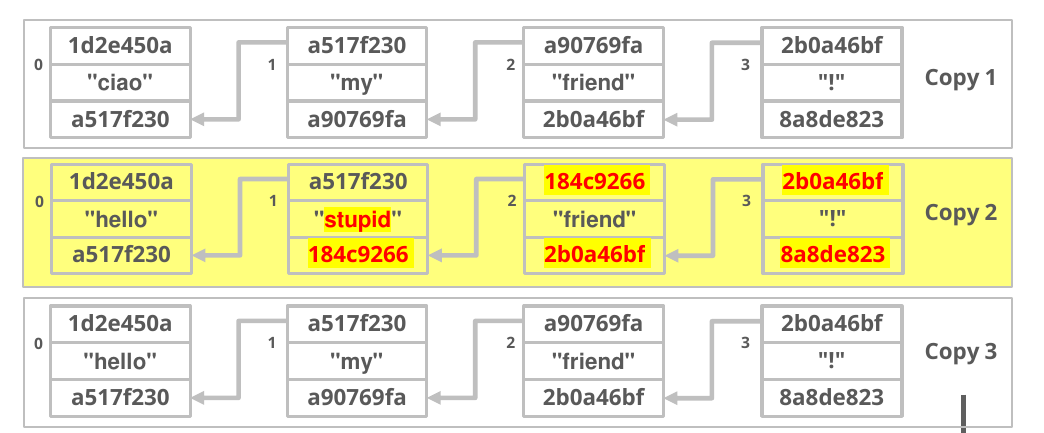 1d2e450a a517f230 a90769fa 2b0a46bf
0 1 2 3
"ciao" "my" "friend" "!" Copy 1
a517f230 a90769fa 2b0a46bf 8a8de823
1d2e450a a517f230 184c9266 2b0a46bf
0 1 2 3
"hello" "stupid" "friend" "!" Copy 2
a517f230 184c9266 2b0a46bf 8a8de823
1d2e450a a517f230 a90769fa 2b0a46bf
0 1 2 3
"hello" "my" "friend" "!" Copy 3
a517f230 a90769fa 2b0a46bf 8a8de823